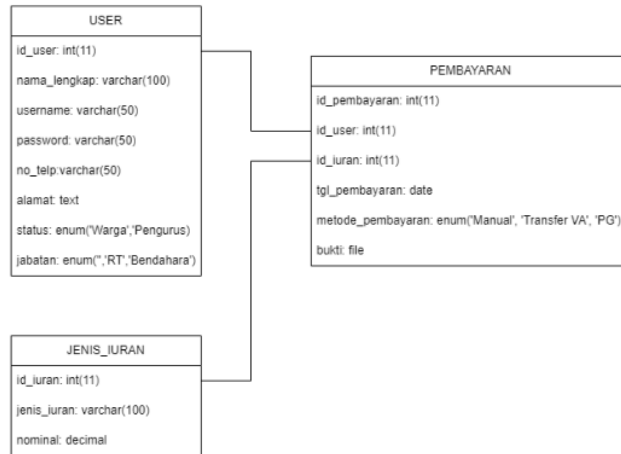 USER
id_user: int(11)
nama_lengkap: varchar(100)
username: varchar(50)
password: varchar(50)
no_telp:varchar(50)
alamat: text
status: enum('Warga','Pengurus)
jabatan: enum('','RT','Bendahara')
PEMBAYARAN
id_pembayaran: int(11)
id_user: int(11)
id_iuran: int(11)
tgl_pembayaran: date
metode_pembayaran: enum('Manual', 'Transfer VA', 'PG')
bukti: file
JENIS_IURAN
id_iuran: int(11)
jenis_iuran: varchar(100)
nominal: decimal